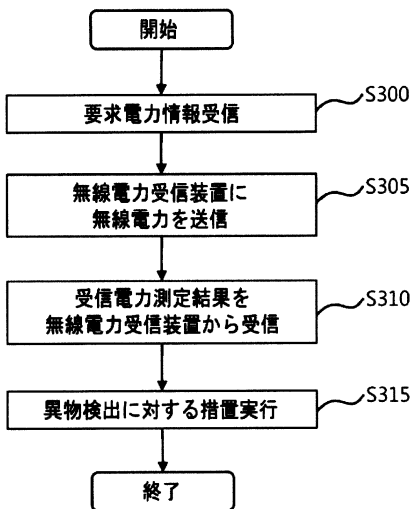 開始
要求電力情報受信
S300
無線電力受信装置に
無線電力を送信
S305
受信電力測定結果を
無線電力受信装置から受信
S310
異物検出に対する措置実行
S315
終了